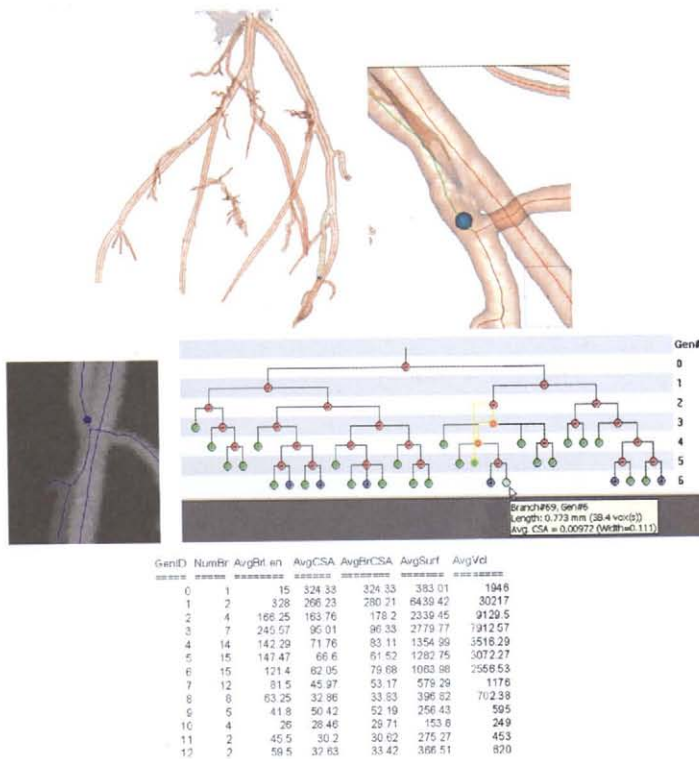 Gen#
0
1
2
3
4
5
6
Branch#69, Gen#6
Length: 0.773 mm (38.4 vox(s))
Avg. CSA = 0.00972 (Width=0.111)
GenID NumBr AvgBrLen AvgCSA AvgBrCSA AvgSurf AvgVol
===== ===== ======== ====== ======== ======= ======
0 1 15 324.33 324.33 383.01 1946
1 2 328 266.23 280.21 6439.42 30217
2 4 166.25 163.76 178.2 2339.45 9129.5
3 7 245.57 95.01 96.33 2779.77 7912.57
4 14 142.29 71.76 83.11 1354.99 3516.29
5 15 147.47 66.6 61.52 1282.75 3072.27
6 15 121.4 62.05 79.68 1063.98 2556.53
7 12 81.5 45.97 53.17 579.29 1176
8 8 63.25 32.86 33.83 396.82 702.38
9 5 41.8 50.42 52.19 256.43 595
10 4 26 28.46 29.71 153.8 249
11 2 45.5 30.2 30.62 275.27 453
12 2 59.5 32.63 33.42 366.51 620